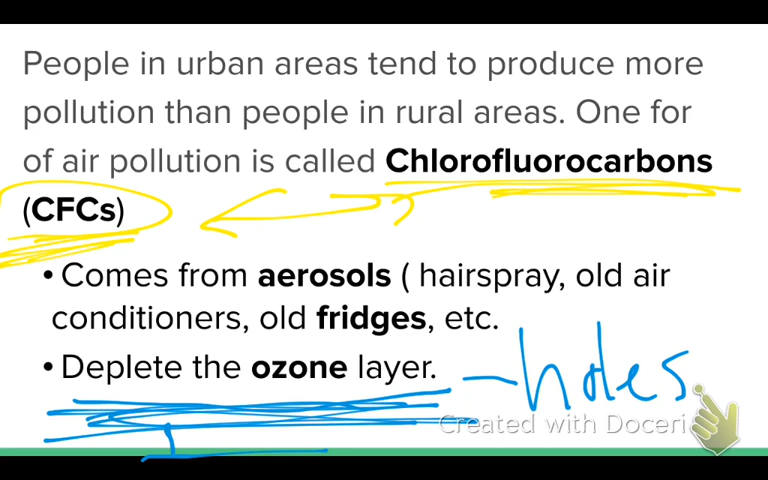 People in urban areas tend to produce more
pollution than people in rural areas. One for
of air pollution is called Chlorofluorocarbons
(CFCs)
• Comes from aerosols ( hairspray, old air
conditioners, old fridges, etc.
• Deplete the ozone layer. - holes
Created with Doceri